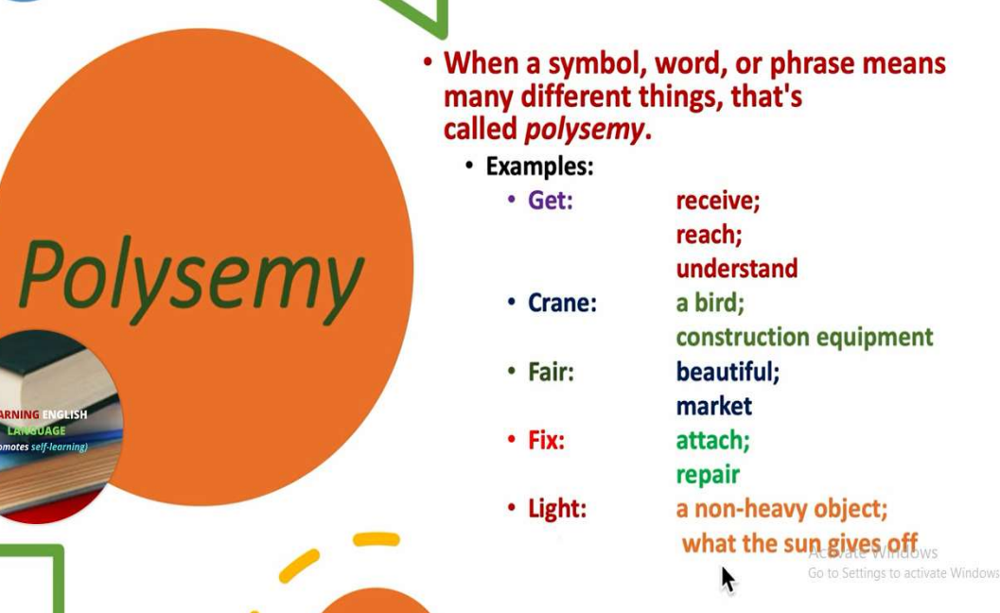 • When a symbol, word, or phrase means
many different things, that's
called polysemy.
• Examples:
• Get: receive;
reach;
understand
• Crane: a bird;
construction equipment
• Fair: beautiful;
market
• Fix: attach;
repair
• Light: a non-heavy object;
what the sun gives off
Polysemy
ARNING ENGLISH
LANGUAGE
omotes self-learning)
Activate Windows
Go to Settings to activate Windows